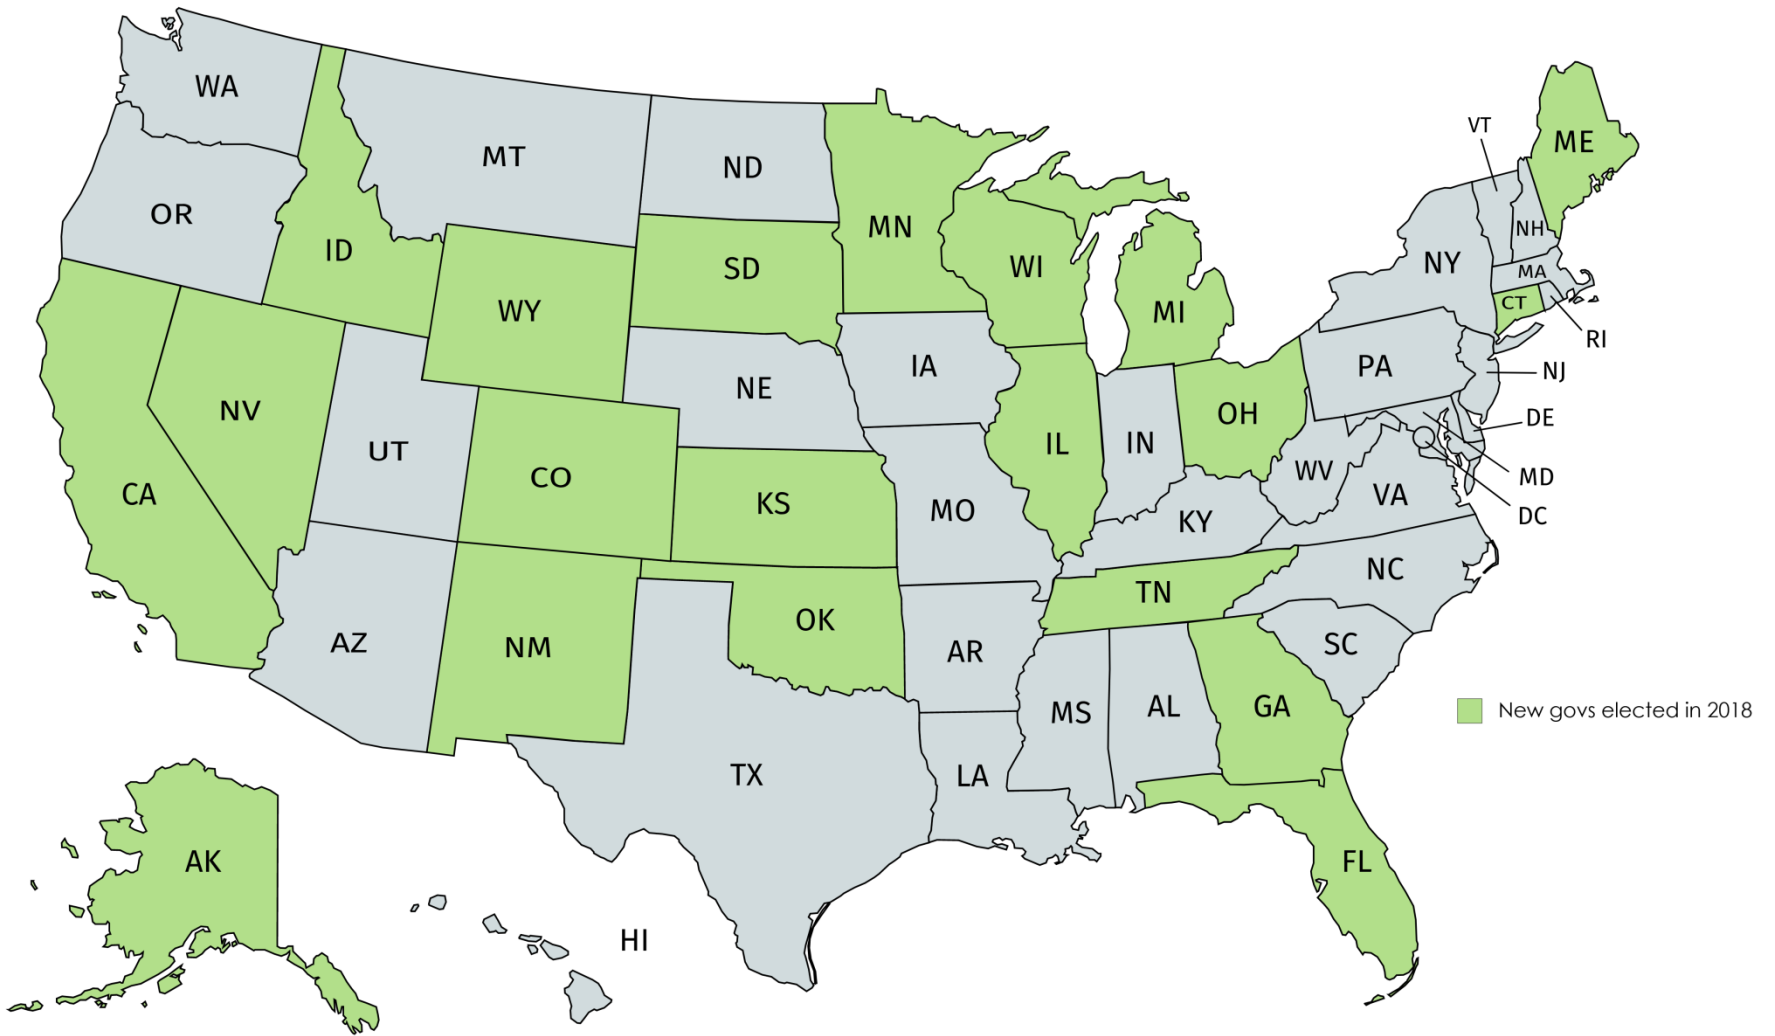 WA
MT
ND
MN
VT
ME
OR
ID
SD
WI
NY
NH
MA
CT
RI
WY
MI
PA
NJ
IA
NE
NV
OH
DE
UT
CO
IL
IN
WV
MD
CA
KS
MO
VA
DC
KY
NC
TN
OK
AZ
NM
AR
SC
MS
AL
GA
New govs elected in 2018
TX
LA
AK
FL
HI